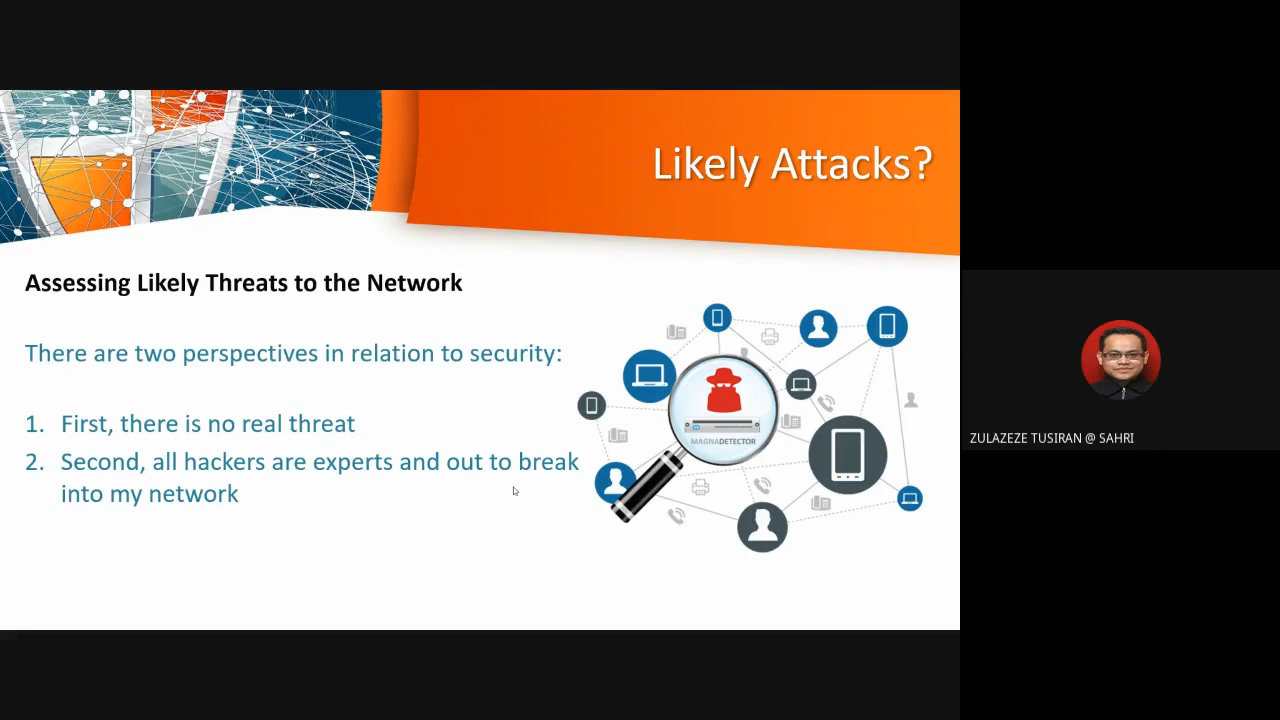 Likely Attacks?
Assessing Likely Threats to the Network
There are two perspectives in relation to security:
1. First, there is no real threat
2. Second, all hackers are experts and out to break
into my network
MAGNADETECTOR
ZULAZEZE TUSIRAN @ SAHRI